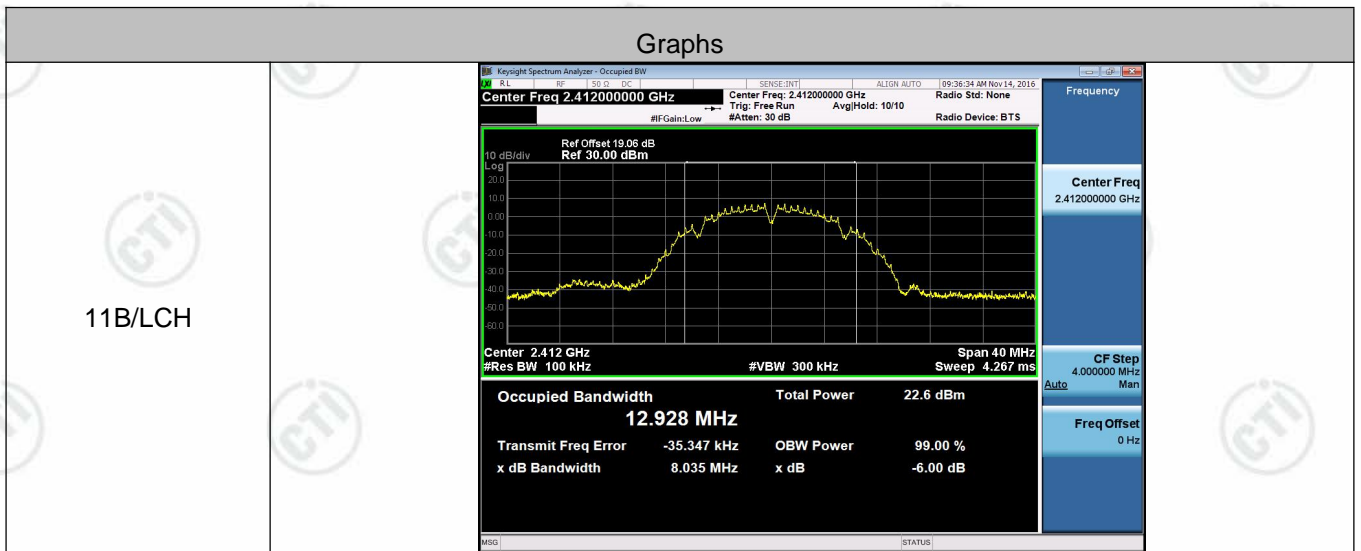 Graphs
11B/LCH
Keysight Spectrum Analyzer - Occupied BW
RL RF 50 Ω DC SENSE:INT ALIGN AUTO 09:36:34 AM Nov 14, 2016
Center Freq 2.412000000 GHz
Center Freq: 2.412000000 GHz
Radio Std: None
Trig: Free Run Avg|Hold: 10/10
#IFGain:Low
#Atten: 30 dB
Radio Device: BTS
Ref Offset 19.06 dB
10 dB/div Ref 30.00 dBm
Log
20.0
10.0
0.00
-10.0
-20.0
-30.0
-40.0
-50.0
-60.0
Center 2.412 GHz Span 40 MHz
#Res BW 100 kHz #VBW 300 kHz Sweep 4.267 ms
Occupied Bandwidth Total Power 22.6 dBm
12.928 MHz
Transmit Freq Error -35.347 kHz OBW Power 99.00 %
x dB Bandwidth 8.035 MHz x dB -6.00 dB
MSG STATUS
Frequency
Center Freq
2.412000000 GHz
CF Step
4.000000 MHz
Auto Man
Freq Offset
0 Hz
CTI
CTI
CTI
CTI
CTI